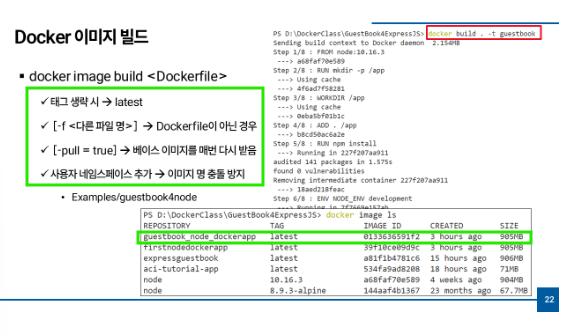 Docker 이미지 빌드
▪ docker image build <Dockerfile>
✓ 태그 생략 시 → latest
✓ [-f <다른 파일 명>] → Dockerfile이 아닌 경우
✓ [-pull = true] → 베이스 이미지를 매번 다시 받음
✓ 사용자 네임스페이스 추가 → 이미지 명 충돌 방지
• Examples/guestbook4node
PS D:\DockerClass\GuestBook4ExpressJS> docker build . -t guestbook
Sending build context to Docker daemon 2.154MB
Step 1/8 : FROM node:10.16.3
---> a68faf70e589
Step 2/8 : RUN mkdir -p /app
---> Using cache
---> 4f6ad7f58281
Step 3/8 : WORKDIR /app
---> Using cache
---> 0eba5bf01b1c
Step 4/8 : ADD . /app
---> b8cd50ac6a2e
Step 5/8 : RUN npm install
---> Running in 227f207aa911
audited 141 packages in 1.575s
found 0 vulnerabilities
Removing intermediate container 227f207aa911
---> 18aed218feac
Step 6/8 : ENV NODE_ENV development
---> Running in
PS D:\DockerClass\GuestBook4ExpressJS> docker image ls
REPOSITORY TAG IMAGE ID CREATED SIZE
guestbook_node_dockerapp latest 0133636591f2 3 hours ago 905MB
firstnodedockerapp latest 39f10ce09d9c 3 hours ago 905MB
expressguestbook latest a81f1b4781c6 15 hours ago 906MB
aci-tutorial-app latest 534fa9ad8208 18 hours ago 71MB
node 10.16.3 a68faf70e589 4 weeks ago 904MB
node 8.9.3-alpine 144aaf4b1367 23 months ago 67.7MB
22